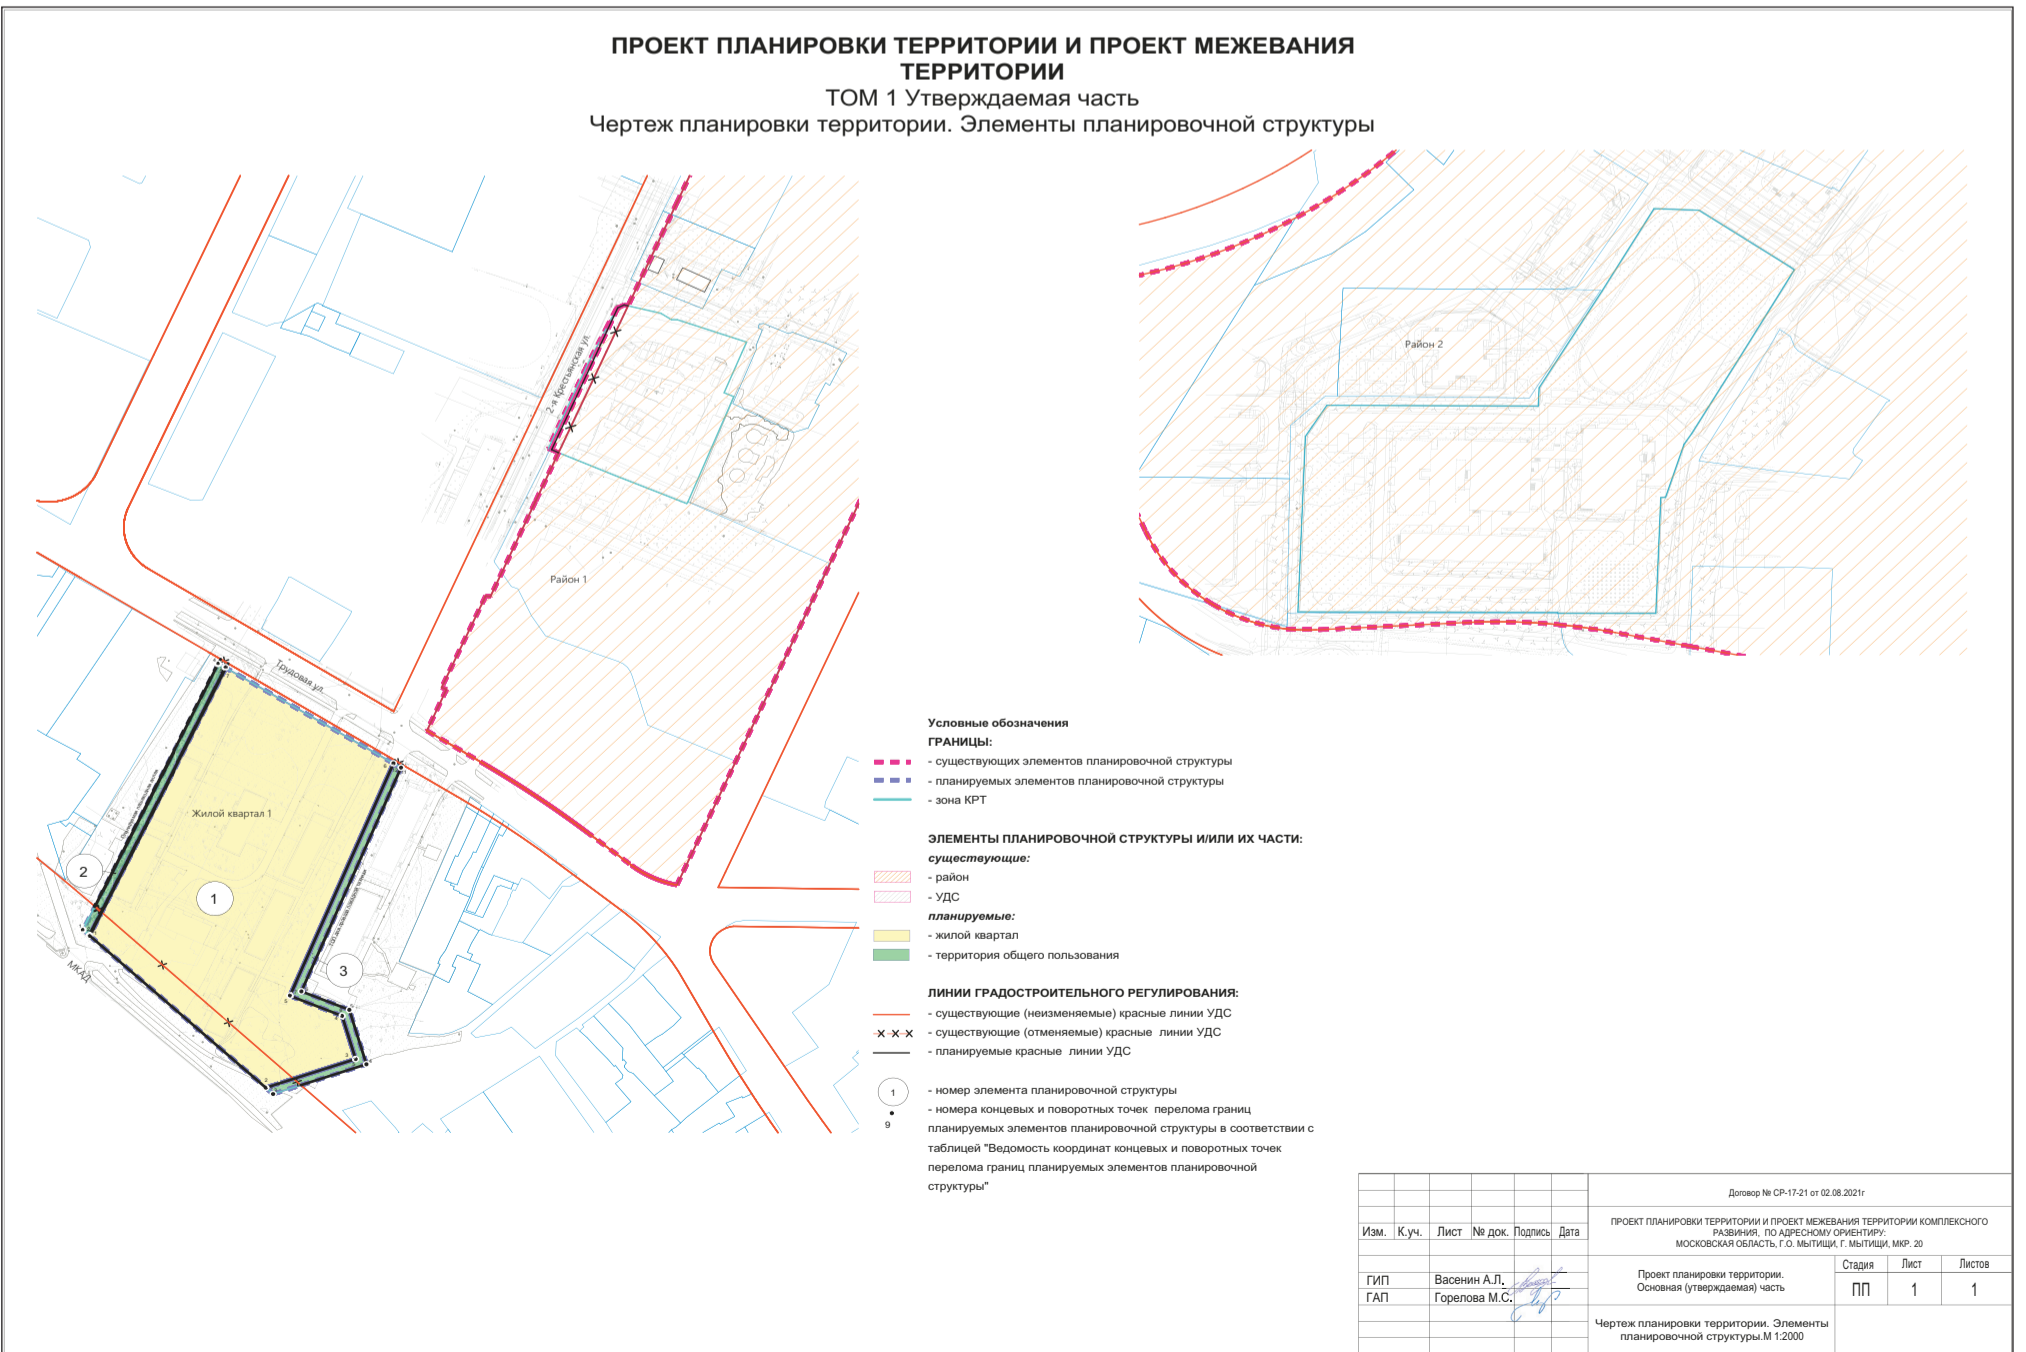 ПРОЕКТ ПЛАНИРОВКИ ТЕРРИТОРИИ И ПРОЕКТ МЕЖЕВАНИЯ
ТЕРРИТОРИИ
ТОМ 1 Утверждаемая часть
Чертеж планировки территории. Элементы планировочной структуры
2-я Крестьянская ул.
Район 1
Район 2
Трудовая ул.
Жилой квартал 1
2
1
3
МКАД
Условные обозначения
ГРАНИЦЫ:
- существующих элементов планировочной структуры
- планируемых элементов планировочной структуры
- зона КРТ
ЭЛЕМЕНТЫ ПЛАНИРОВОЧНОЙ СТРУКТУРЫ И/ИЛИ ИХ ЧАСТИ:
существующие:
- район
- УДС
планируемые:
- жилой квартал
- территория общего пользования
ЛИНИИ ГРАДОСТРОИТЕЛЬНОГО РЕГУЛИРОВАНИЯ:
- существующие (неизменяемые) красные линии УДС
- существующие (отменяемые) красные линии УДС
- планируемые красные линии УДС
1 - номер элемента планировочной структуры
- номера концевых и поворотных точек перелома границ
9
планируемых элементов планировочной структуры в соответствии с
таблицей "Ведомость координат концевых и поворотных точек
перелома границ планируемых элементов планировочной
структуры"
Договор № СР-17-21 от 02.08.2021г
Изм. К.уч. Лист № док. Подпись Дата
ПРОЕКТ ПЛАНИРОВКИ ТЕРРИТОРИИ И ПРОЕКТ МЕЖЕВАНИЯ ТЕРРИТОРИИ КОМПЛЕКСНОГО
РАЗВИНИЯ, ПО АДРЕСНОМУ ОРИЕНТИРУ:
МОСКОВСКАЯ ОБЛАСТЬ, Г.О. МЫТИЩИ, Г. МЫТИЩИ, МКР. 20
ГИП Васенин А.Л.
ГАП Горелова М.С.
Проект планировки территории.
Основная (утверждаемая) часть
Стадия Лист Листов
ПП 1 1
Чертеж планировки территории. Элементы
планировочной структуры.М 1:2000